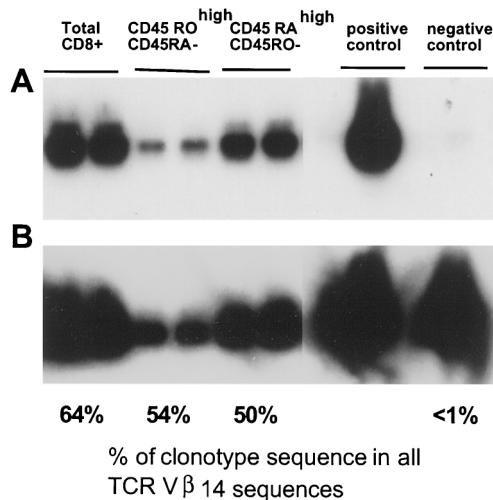 Total CD45 RO high CD45 RA high positive negative
CD8+ CD45RA- CD45RO- control control
A
B
64% 54% 50% <1%
% of clonotype sequence in all
TCR Vβ 14 sequences